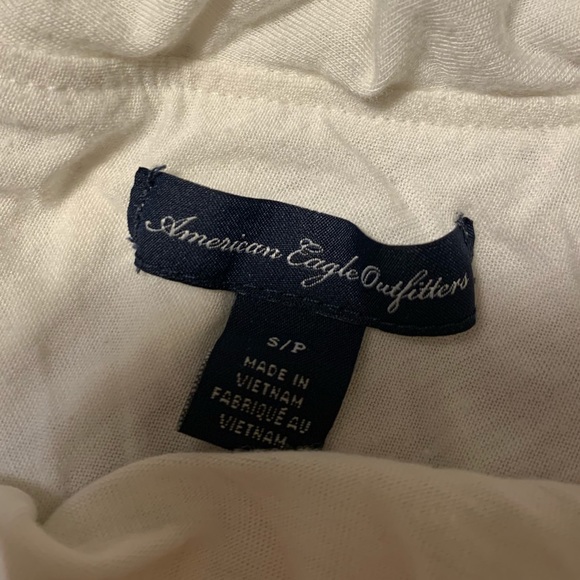 American Eagle Outfitters
S/P
MADE IN
VIETNAM
FABRIQUÉ AU
VIETNAM